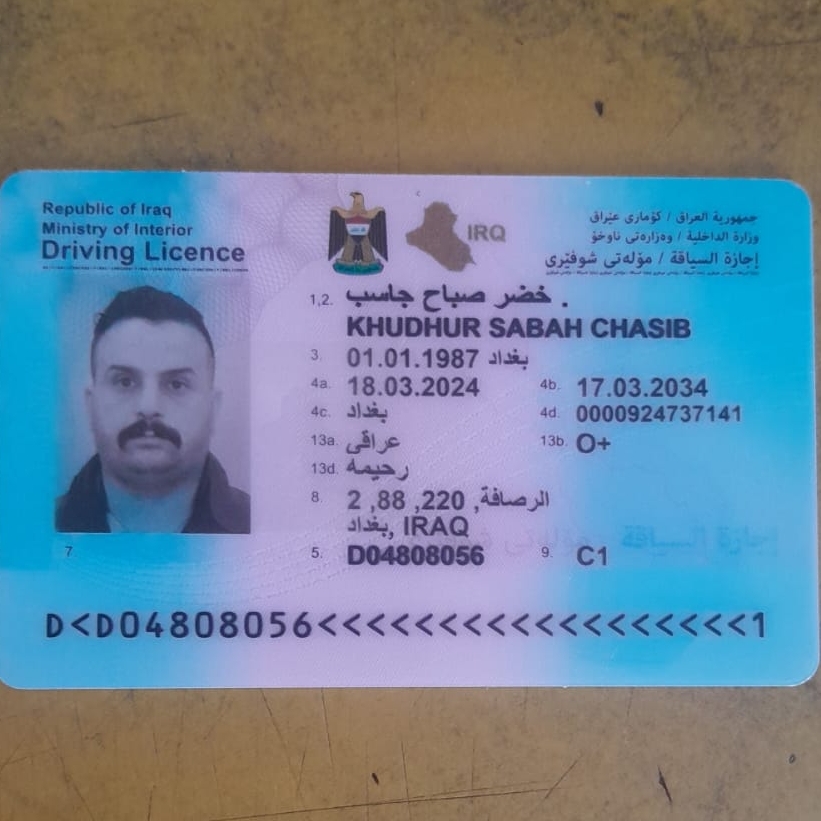 Republic of Iraq
Ministry of Interior
Driving Licence
IRQ
جمهورية العراق / كۆماری عێراق
وزارة الداخلية / وەزارەتی ناوخۆ
إجازة السياقة / مۆڵەتی شوفێری
1,2. خضر صباح جاسب .
KHUDHUR SABAH CHASIB
3. 01.01.1987 بغداد
4a. 18.03.2024 4b. 17.03.2034
4c. بغداد 4d. 0000924737141
13a. عراقي 13b. O+
13d. رحيمه
8. الرصافة, 220, 88, 2
بغداد, IRAQ
7
5. D04808056 9. C1
D<D04808056<<<<<<<<<<<<<<<<<<<1